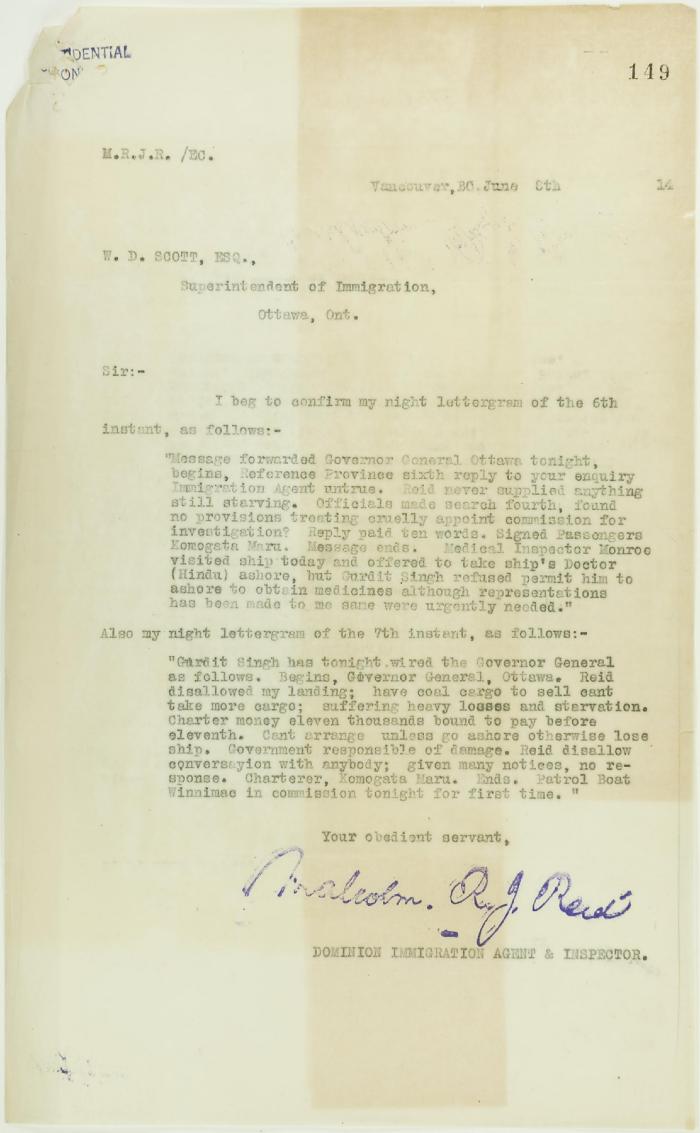 DENTIAL
149
M.R.J.R. /EC.
Vancouver,BC.June 8th 14
W. D. SCOTT, ESQ.,
Superintendent of Immigration,
Ottawa, Ont.
Sir:-
I beg to confirm my night lettergram of the 6th
instant, as follows:-
"Message forwarded Governor General Ottawa tonight,
begins, Reference Province sixth reply to your enquiry
Immigration Agent untrue. Reid never supplied anything
still starving. Officials made search fourth, found
no provisions treating cruelly appoint commission for
investigation? Reply paid ten words. Signed Passengers
Komogata Maru. Message ends. Medical Inspector Monroe
visited ship today and offered to take ship's Doctor
(Hindu) ashore, but Gurdit Singh refused permit him to
ashore to obtain medicines although representations
has been made to me same were urgently needed."
Also my night lettergram of the 7th instant, as follows:-
"Gurdit Singh has tonight.wired the Governor General
as follows. Begins, Governor General, Ottawa. Reid
disallowed my landing; have coal cargo to sell cant
take more cargo; suffering heavy losses and starvation.
Charter money eleven thousands bound to pay before
eleventh. Cant arrange unless go ashore otherwise lose
ship. Government responsible of damage. Reid disallow
conversayion with anybody; given many notices, no re-
sponse. Charterer, Komogata Maru. Ends. Patrol Boat
Winnimac in commission tonight for first time. "
Your obedient servant,
Malcolm. R. J. Reid
DOMINION IMMIGRATION AGENT & INSPECTOR.